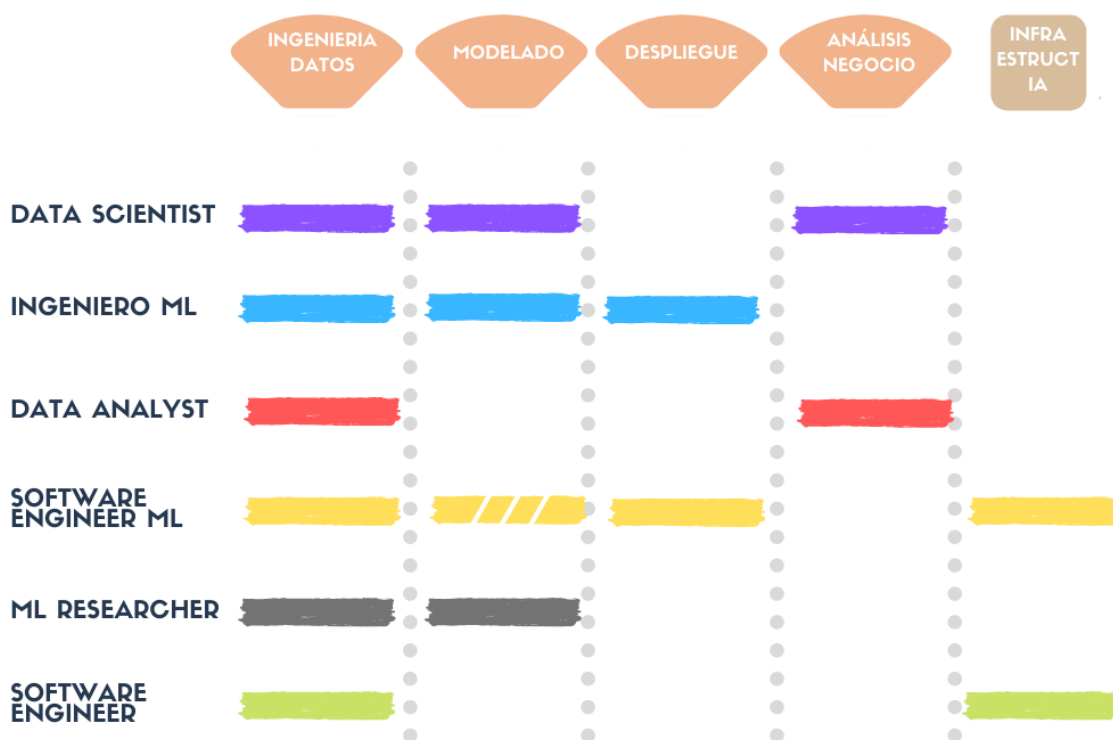 INGENIERIA
DATOS
MODELADO
DESPLIEGUE
ANÁLISIS
NEGOCIO
INFRA
ESTRUCT
IA
DATA SCIENTIST
INGENIERO ML
DATA ANALYST
SOFTWARE
ENGINEER ML
ML RESEARCHER
SOFTWARE
ENGINEER